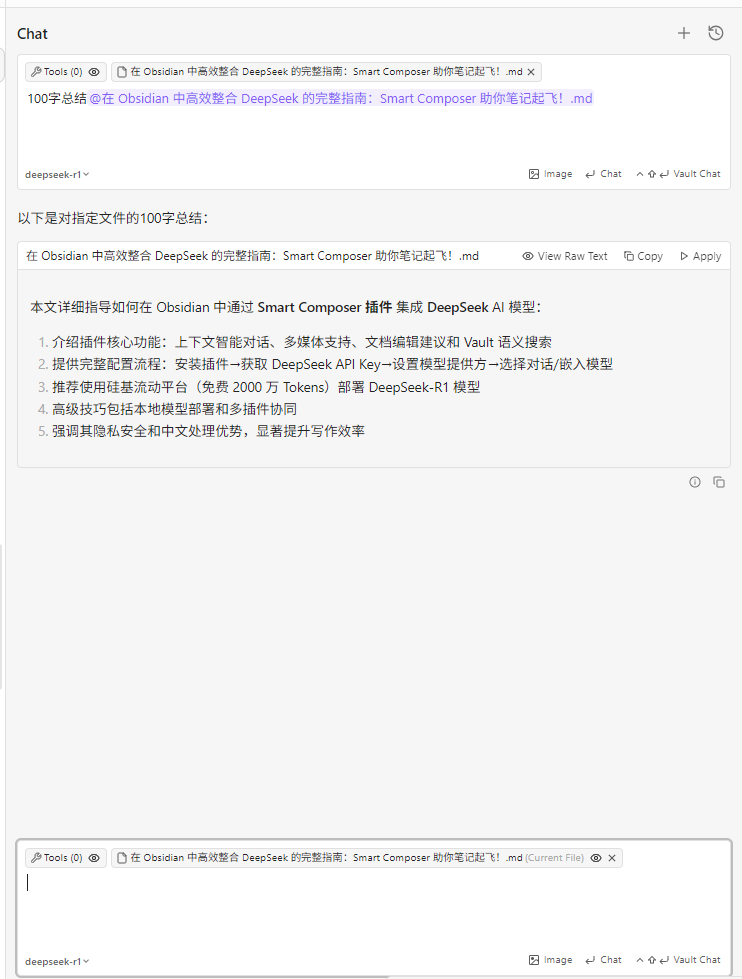 Chat
Tools (0) 在 Obsidian 中高效整合 DeepSeek 的完整指南：Smart Composer 助你笔记起飞！.md
100字总结 @在 Obsidian 中高效整合 DeepSeek 的完整指南：Smart Composer 助你笔记起飞！.md
deepseek-r1 Image Chat Vault Chat
以下是对指定文件的100字总结：
在 Obsidian 中高效整合 DeepSeek 的完整指南：Smart Composer 助你笔记起飞！.md View Raw Text Copy Apply
本文详细指导如何在 Obsidian 中通过 Smart Composer 插件 集成 DeepSeek AI 模型：
1. 介绍插件核心功能：上下文智能对话、多媒体支持、文档编辑建议和 Vault 语义搜索
2. 提供完整配置流程：安装插件→获取 DeepSeek API Key→设置模型提供方→选择对话/嵌入模型
3. 推荐使用硅基流动平台（免费 2000 万 Tokens）部署 DeepSeek-R1 模型
4. 高级技巧包括本地模型部署和多插件协同
5. 强调其隐私安全和中文处理优势，显著提升写作效率
Tools (0) 在 Obsidian 中高效整合 DeepSeek 的完整指南：Smart Composer 助你笔记起飞！.md (Current File)
deepseek-r1 Image Chat Vault Chat